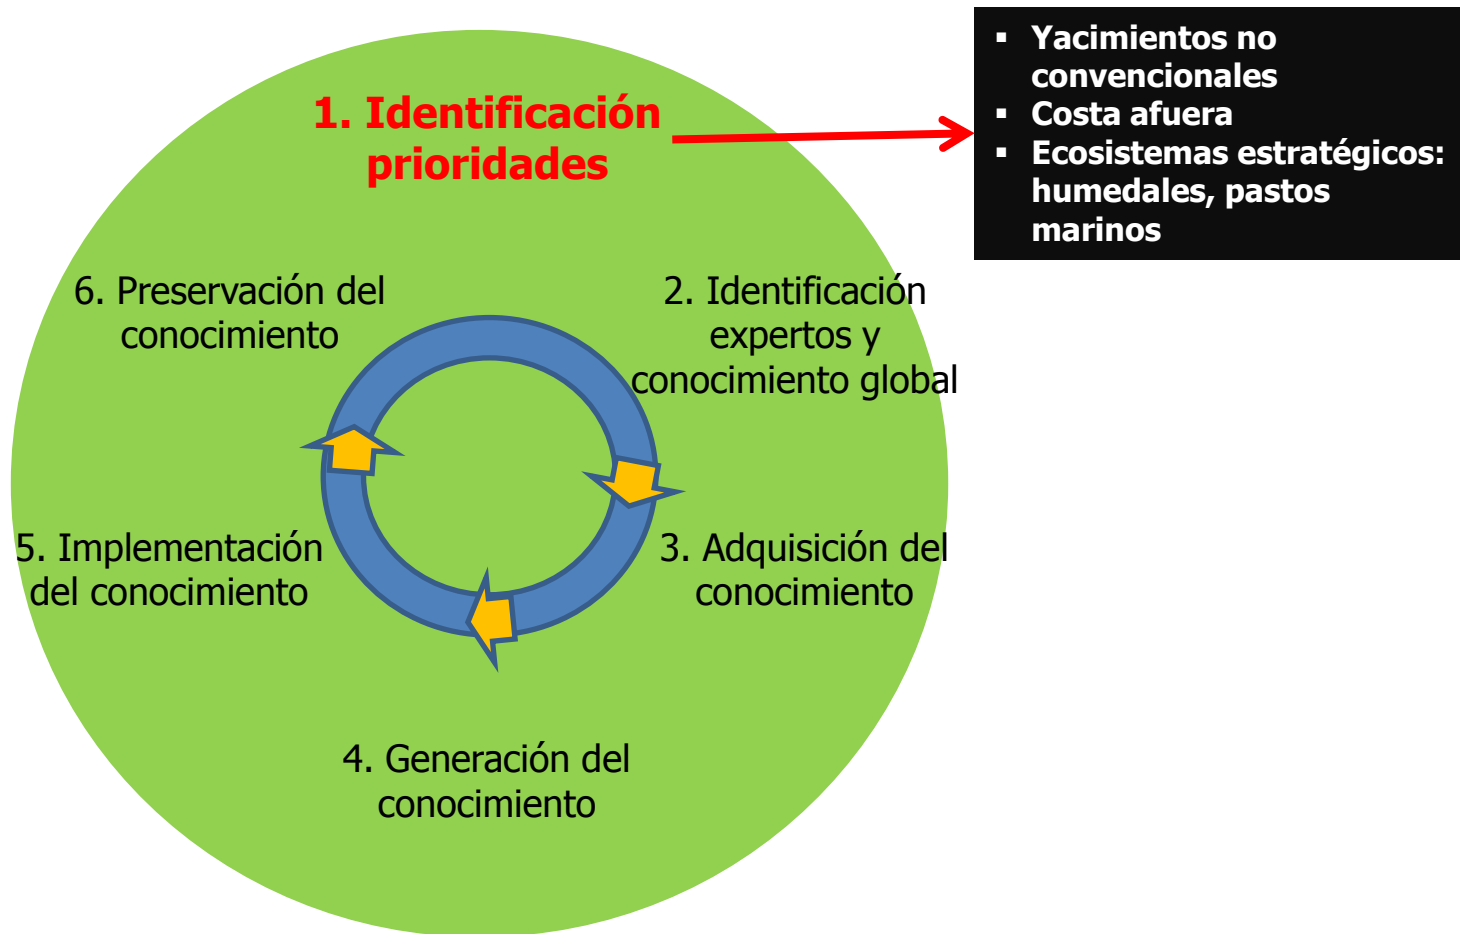 1. Identificación
prioridades
▪ Yacimientos no
convencionales
▪ Costa afuera
▪ Ecosistemas estratégicos:
humedales, pastos
marinos
6. Preservación del
conocimiento
2. Identificación
expertos y
conocimiento global
5. Implementación
del conocimiento
3. Adquisición del
conocimiento
4. Generación del
conocimiento